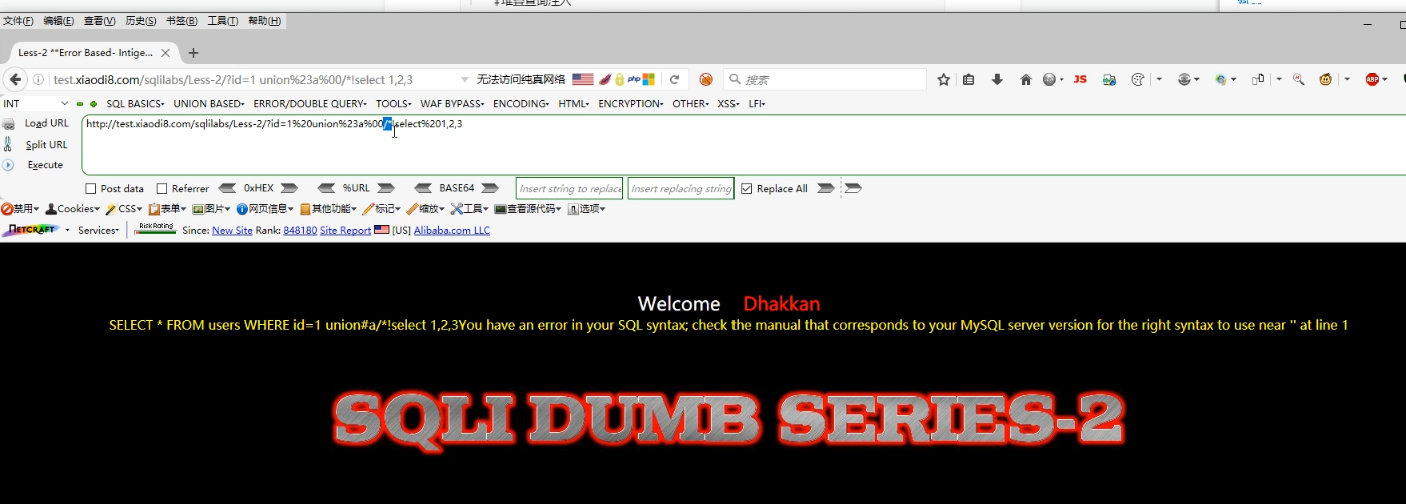 #堆叠查询注入
文件(F) 编辑(E) 查看(V) 历史(S) 书签(B) 工具(T) 帮助(H)
Less-2 **Error Based- Intige...
test.xiaodi8.com/sqlilabs/Less-2/?id=1 union%23a%00/*!select 1,2,3 无法访问纯真网络 php 搜索 JS ABP
INT SQL BASICS UNION BASED ERROR/DOUBLE QUERY TOOLS WAF BYPASS ENCODING HTML ENCRYPTION OTHER XSS LFI
Load URL http://test.xiaodi8.com/sqlilabs/Less-2/?id=1%20union%23a%00/*!select%201,2,3
Split URL
Execute
Post data Referrer 0xHEX %URL BASE64 Insert string to replace Insert replacing string Replace All
禁用 Cookies CSS 表单 图片 网页信息 其他功能 标记 缩放 工具 查看源代码 选项
NETCRAFT Services Risk Rating Since: New Site Rank: 848180 Site Report [US] Alibaba.com LLC
Welcome Dhakkan
SELECT * FROM users WHERE id=1 union#a/*!select 1,2,3You have an error in your SQL syntax; check the manual that corresponds to your MySQL server version for the right syntax to use near '' at line 1
SQLI DUMB SERIES-2